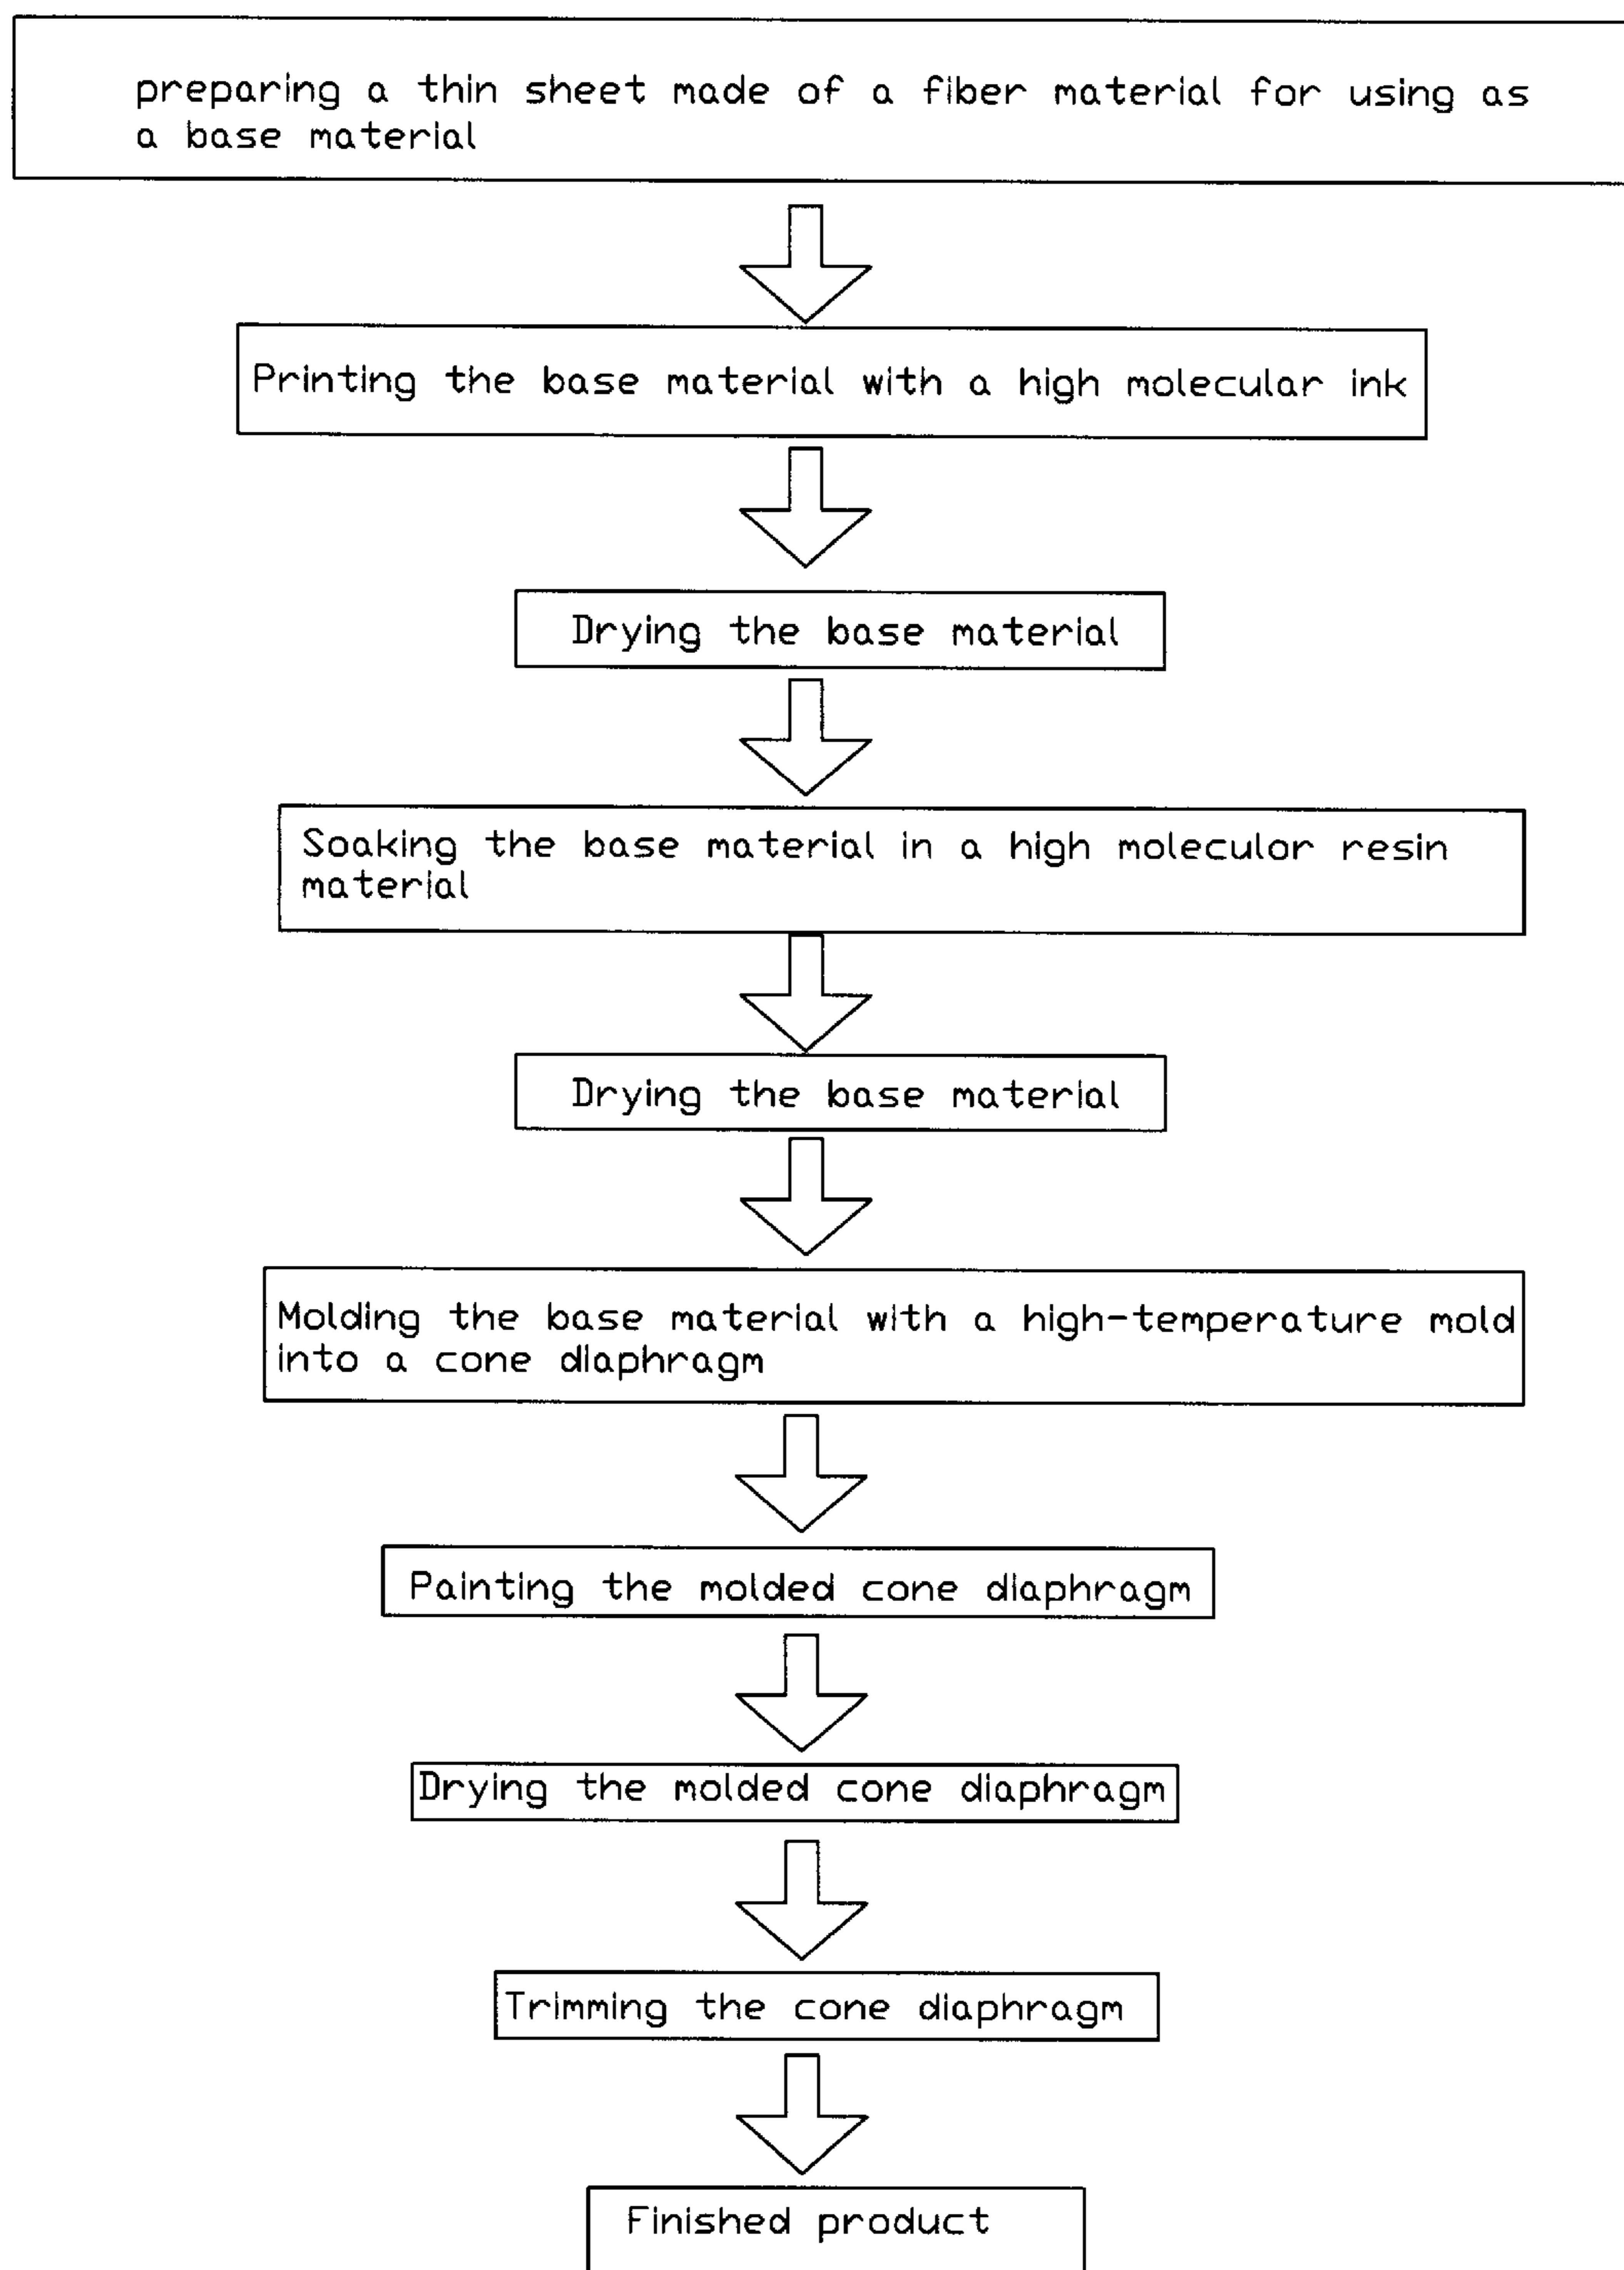 preparing a thin sheet made of a fiber material for using as
a base material
Printing the base material with a high molecular ink
Drying the base material
Soaking the base material in a high moleculor resin
material
Drying the base material
Molding the base material with a high-temperature mold
into a cone diaphragm
Painting the molded cone diaphragm
Drying the molded cone diaphragm
Trimming the cone diaphragm
Finished product